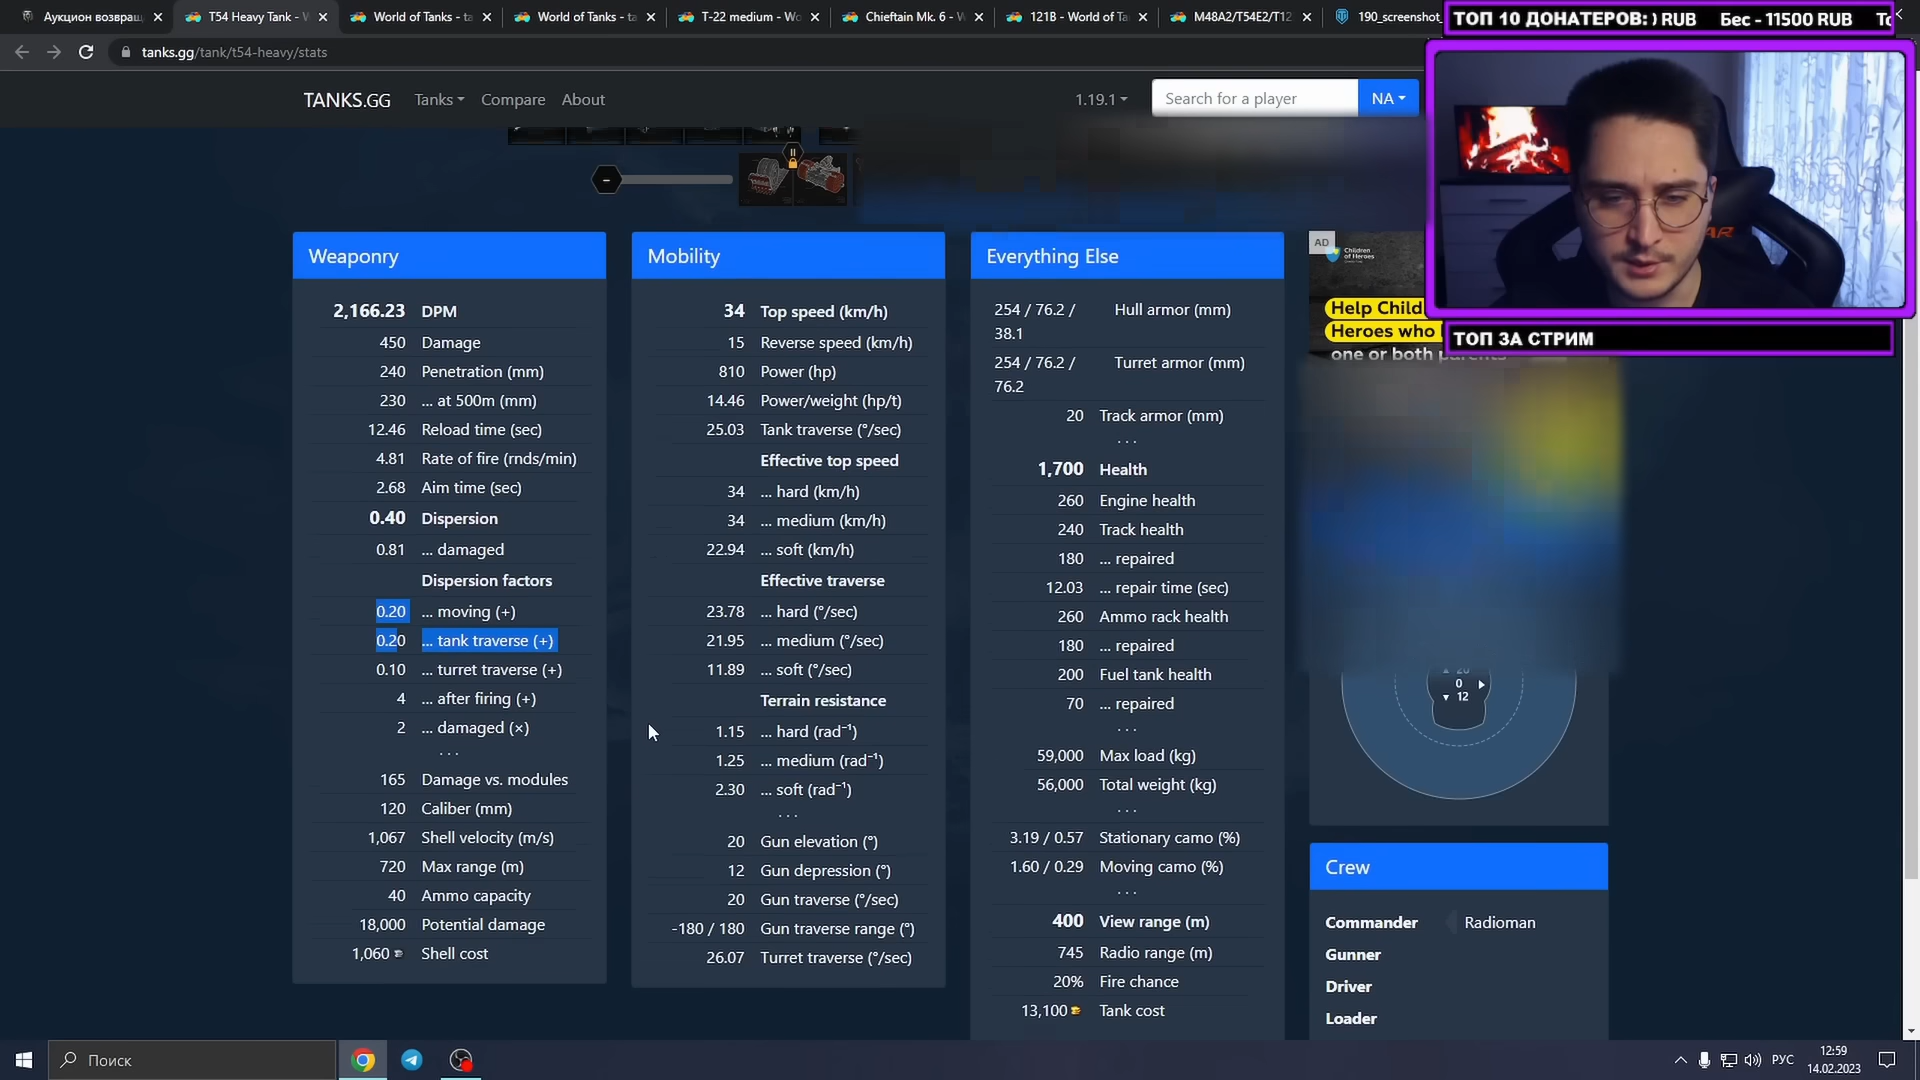 Аукцион возвращ
T54 Heavy Tank - W
World of Tanks - ta
World of Tanks - ta
T-22 medium - Wo
Chieftain Mk. 6 - W
121B - World of Ta
M48A2/T54E2/T12
190_screenshot_
ТОП 10 ДОНАТЕРОВ: ) RUB Бес - 11500 RUB То
tanks.gg/tank/t54-heavy/stats
TANKS.GG
Tanks
Compare
About
1.19.1
Search for a player
NA
II
Weaponry
2,166.23 DPM
450 Damage
240 Penetration (mm)
230 ... at 500m (mm)
12.46 Reload time (sec)
4.81 Rate of fire (rnds/min)
2.68 Aim time (sec)
0.40 Dispersion
0.81 ... damaged
Dispersion factors
0.20 ... moving (+)
0.20 ... tank traverse (+)
0.10 ... turret traverse (+)
4 ... after firing (+)
2 ... damaged (×)
...
165 Damage vs. modules
120 Caliber (mm)
1,067 Shell velocity (m/s)
720 Max range (m)
40 Ammo capacity
18,000 Potential damage
1,060 Shell cost
Mobility
34 Top speed (km/h)
15 Reverse speed (km/h)
810 Power (hp)
14.46 Power/weight (hp/t)
25.03 Tank traverse (°/sec)
Effective top speed
34 ... hard (km/h)
34 ... medium (km/h)
22.94 ... soft (km/h)
Effective traverse
23.78 ... hard (°/sec)
21.95 ... medium (°/sec)
11.89 ... soft (°/sec)
Terrain resistance
1.15 ... hard (rad⁻¹)
1.25 ... medium (rad⁻¹)
2.30 ... soft (rad⁻¹)
...
20 Gun elevation (°)
12 Gun depression (°)
20 Gun traverse (°/sec)
-180 / 180 Gun traverse range (°)
26.07 Turret traverse (°/sec)
Everything Else
254 / 76.2 / Hull armor (mm)
38.1
254 / 76.2 / Turret armor (mm)
76.2
20 Track armor (mm)
...
1,700 Health
260 Engine health
240 Track health
180 ... repaired
12.03 ... repair time (sec)
260 Ammo rack health
180 ... repaired
200 Fuel tank health
70 ... repaired
...
59,000 Max load (kg)
56,000 Total weight (kg)
...
3.19 / 0.57 Stationary camo (%)
1.60 / 0.29 Moving camo (%)
...
400 View range (m)
745 Radio range (m)
20% Fire chance
13,100 Tank cost
AD
Children
of Heroes
Help Child
Heroes who
one or both parents
ТОП ЗА СТРИМ
20
0
12
Crew
Commander Radioman
Gunner
Driver
Loader
Поиск
РУС
12:59
14.02.2023